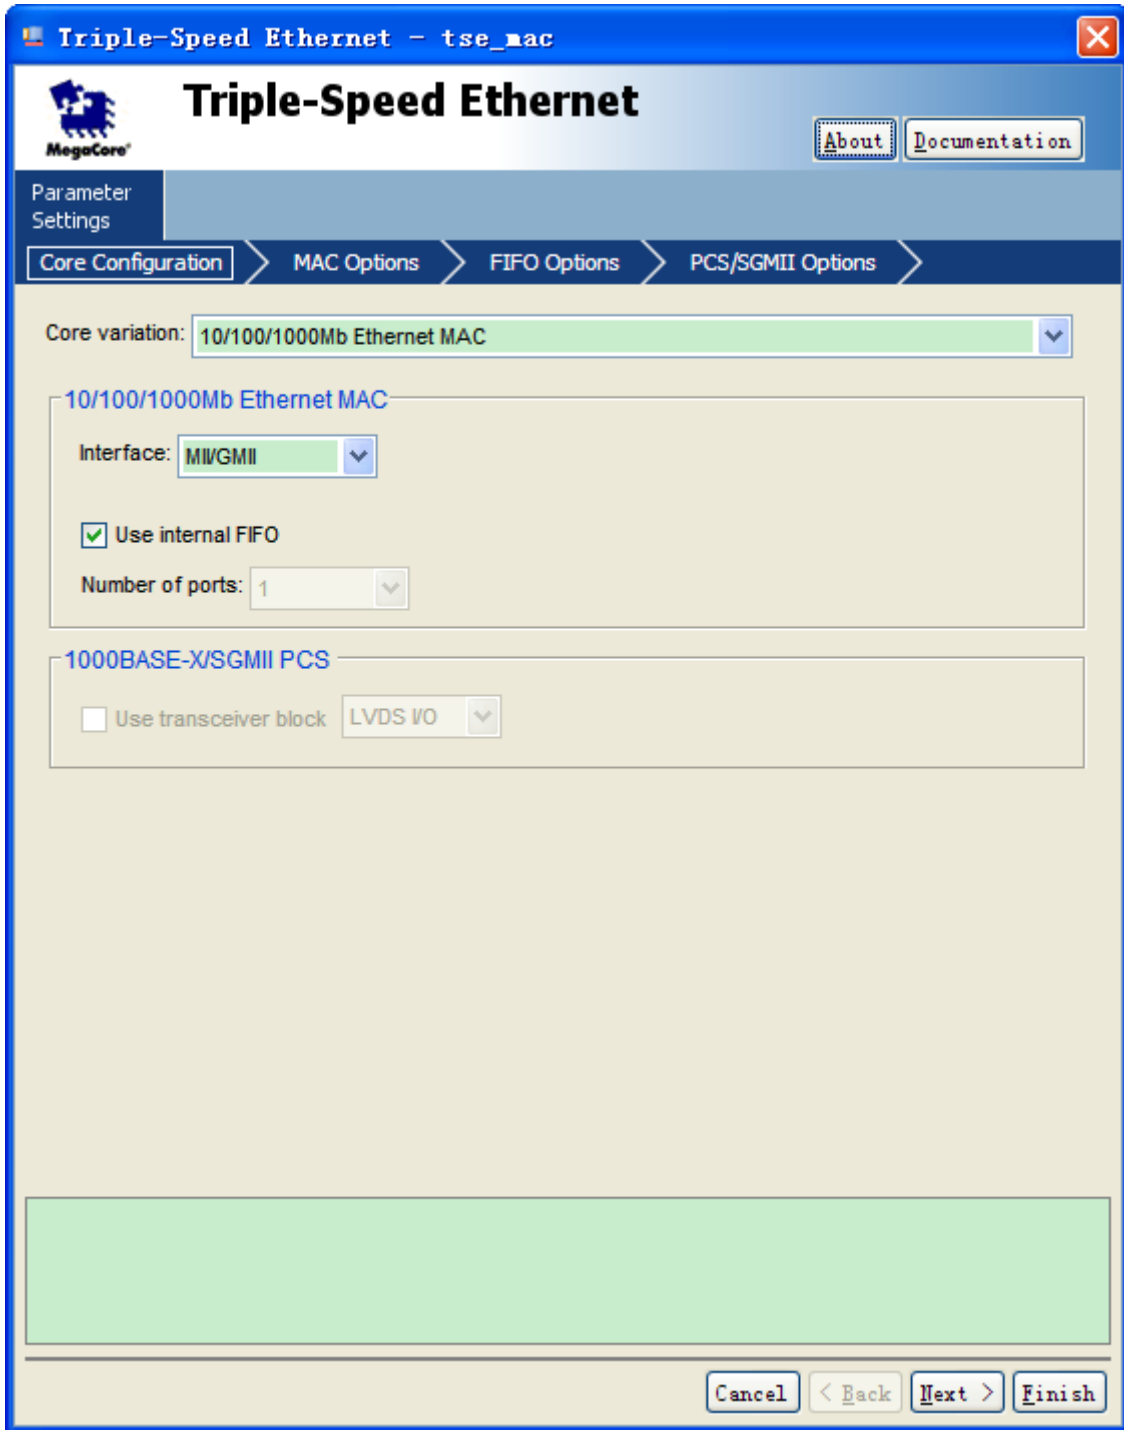 Triple-Speed Ethernet - tse_mac
Triple-Speed Ethernet
MegaCore®
About
Documentation
Parameter
Settings
Core Configuration
MAC Options
FIFO Options
PCS/SGMII Options
Core variation: 10/100/1000Mb Ethernet MAC
10/100/1000Mb Ethernet MAC
Interface: MII/GMII
Use internal FIFO
Number of ports: 1
1000BASE-X/SGMII PCS
Use transceiver block LVDS I/O
Cancel < Back Next > Finish